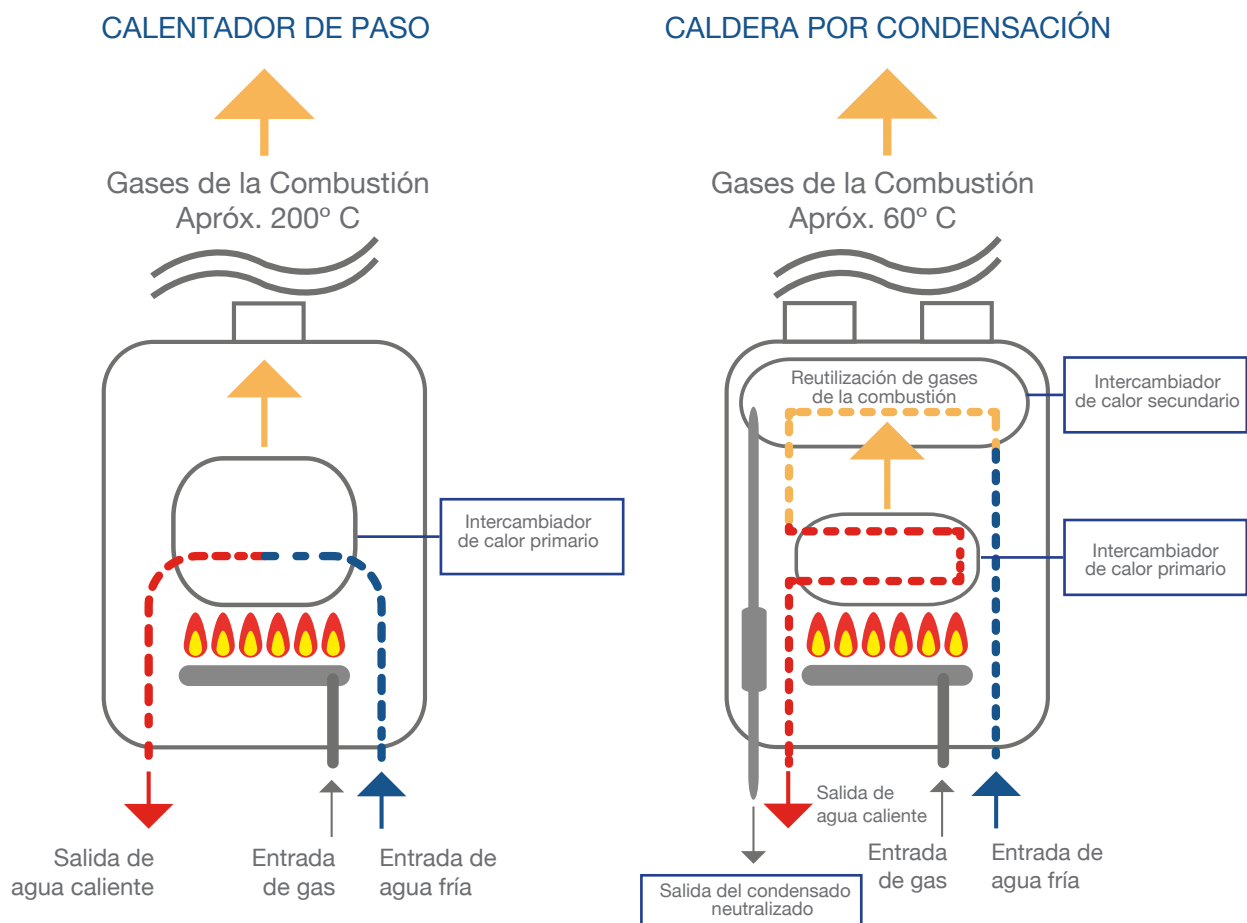 CALENTADOR DE PASO
Gases de la Combustión
Apróx. 200º C
Intercambiador
de calor primario
Salida de
agua caliente
Entrada
de gas
Entrada de
agua fría
CALDERA POR CONDENSACIÓN
Gases de la Combustión
Apróx. 60º C
Reutilización de gases
de la combustión
Intercambiador
de calor secundario
Intercambiador
de calor primario
Salida de
agua caliente
Entrada
de gas
Entrada de
agua fría
Salida del condensado
neutralizado